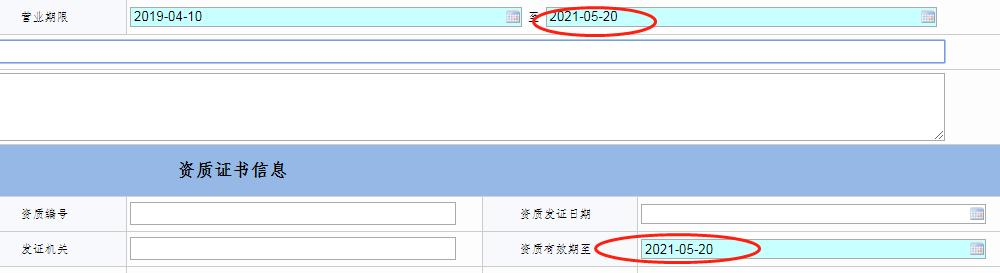 营业期限 2019-04-10 至 2021-05-20
资质证书信息
资质编号 资质发证日期
发证机关 资质有效期至 2021-05-20